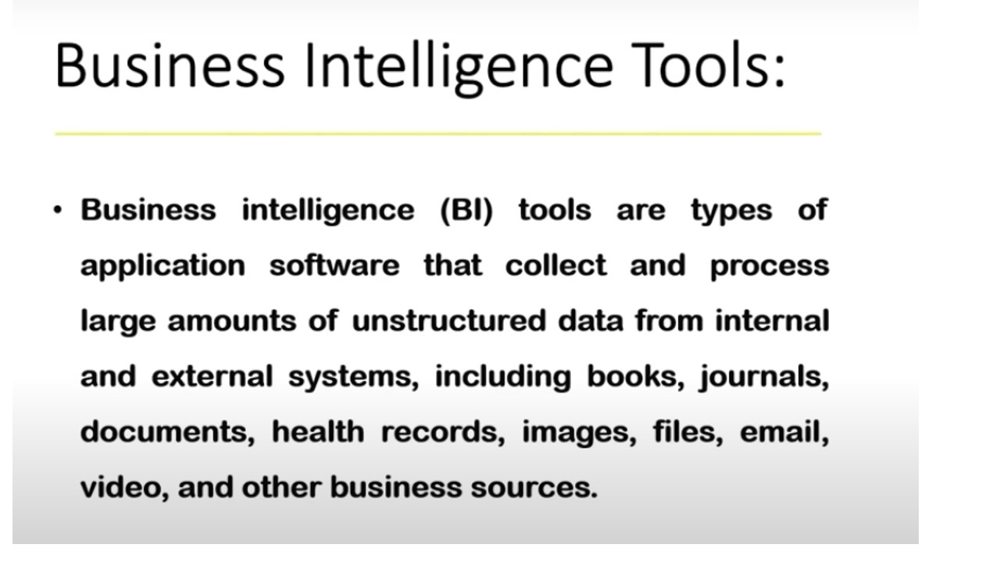 Business Intelligence Tools:
• Business intelligence (BI) tools are types of
application software that collect and process
large amounts of unstructured data from internal
and external systems, including books, journals,
documents, health records, images, files, email,
video, and other business sources.